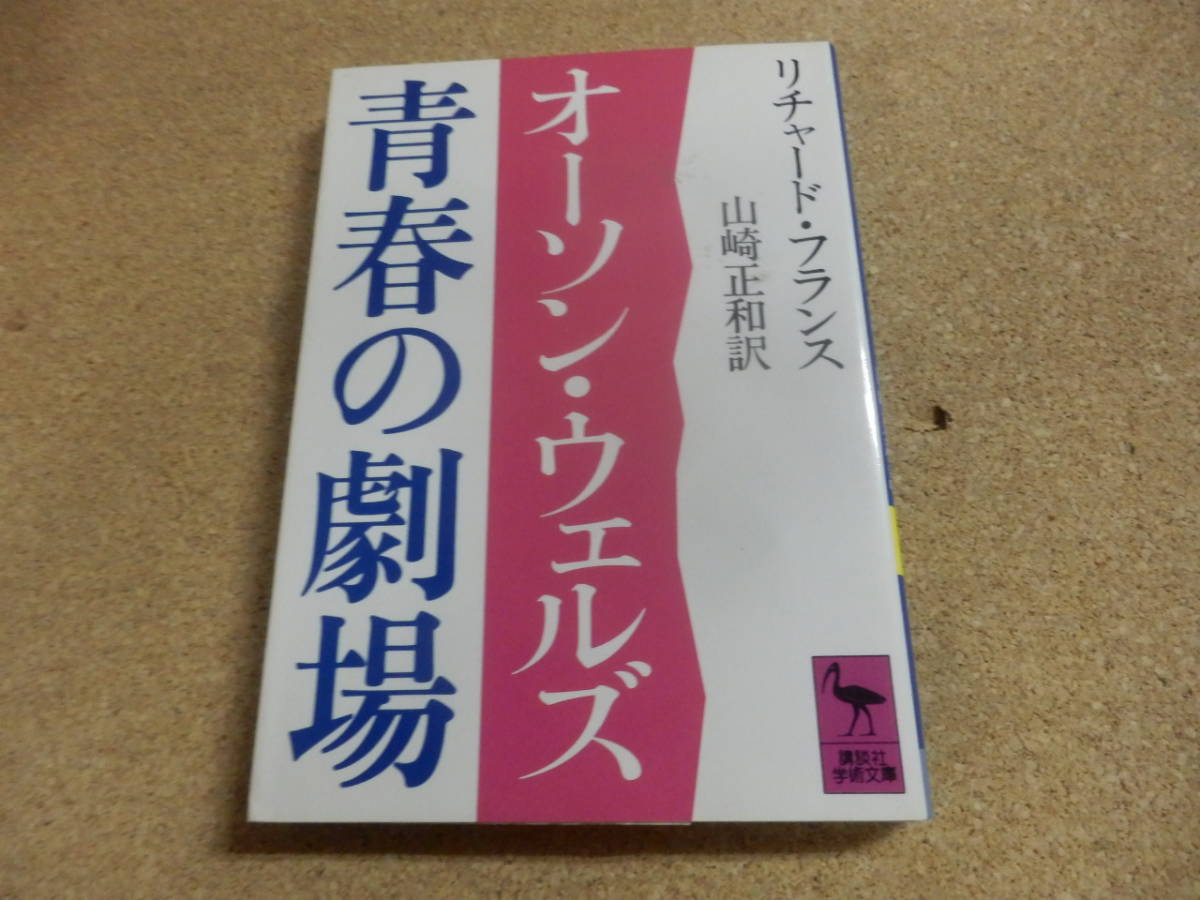 リチャード・フランス
山崎正和訳
オーソン・ウェルズ
青春の劇場
講談社
学術文庫